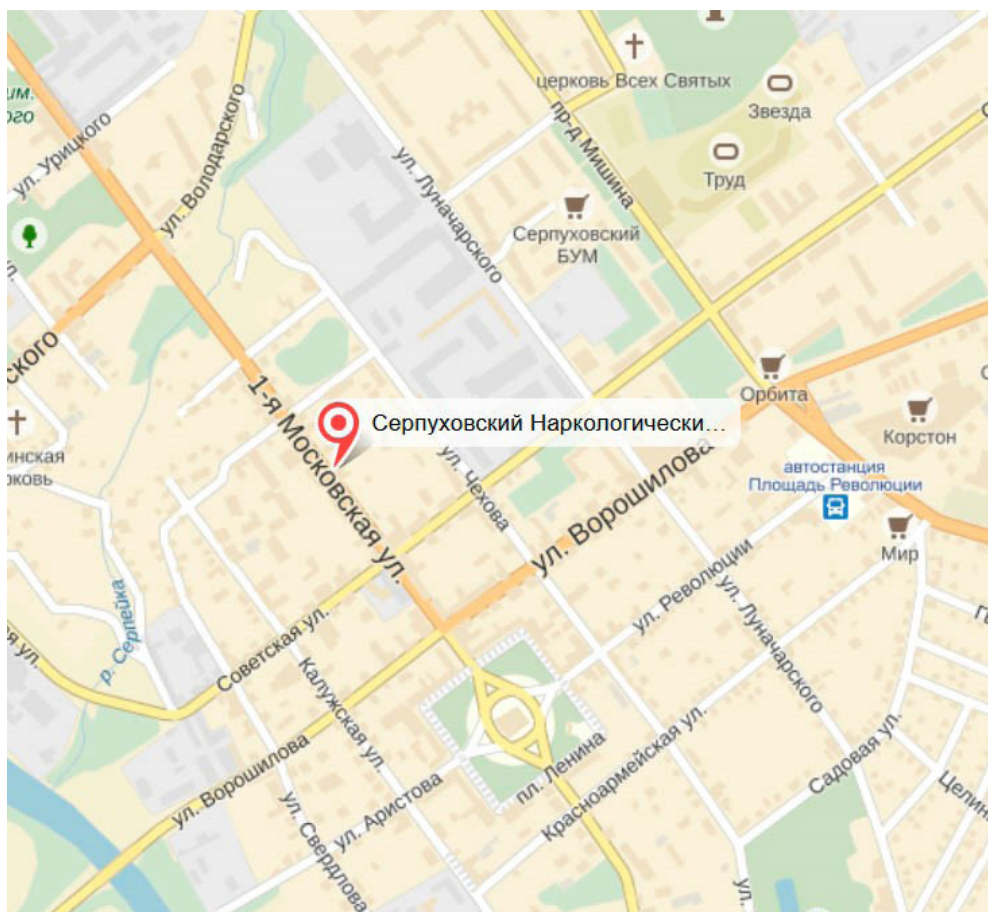 церковь Всех Святых
Звезда
Труд
пр-д Мишина
им.
ул. Урицкого
ул. Володарского
ул. Луначарского
Серпуховский
БУМ
Орбита
Корстон
автостанция
Площадь Революции
Мир
1-я Московская ул.
Серпуховский Наркологически...
ул. Чехова
ул. Ворошилова
ул. Революции
ул. Луначарского
р. Серпейка
Советская ул.
Калужская ул.
ул. Ворошилова
ул. Свердлова
ул. Аристова
пл. Ленина
Красноармейская ул.
Садовая ул.
ул.